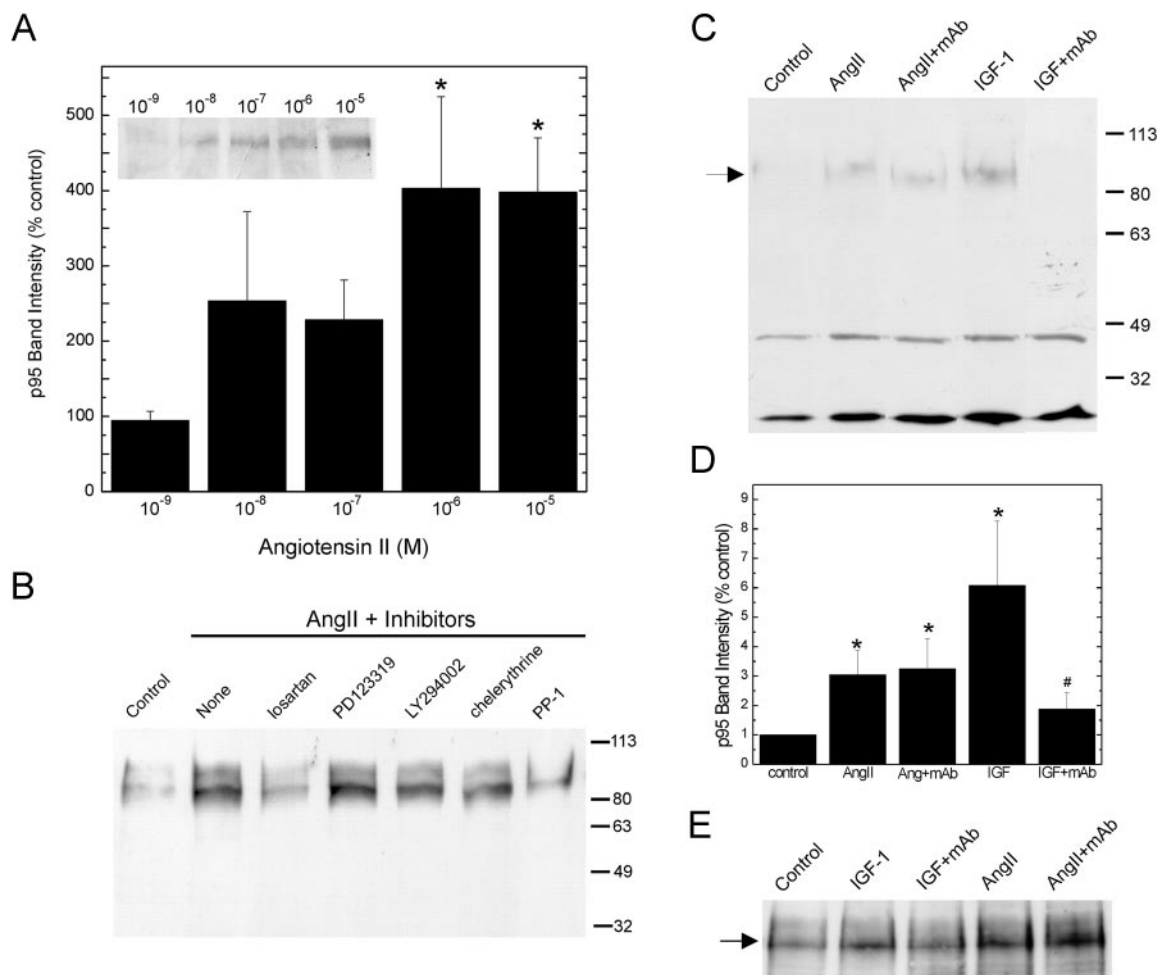 A
p95 Band Intensity (% control)
500
400
300
200
100
0
10-9 10-8 10-7 10-6 10-5
* *
10-9 10-8 10-7 10-6 10-5
Angiotensin II (M)
B
AngII + Inhibitors
Control None losartan PD123319 LY294002 chelerythrine PP-1
113
80
63
49
32
C
Control AngII AngII+mAb IGF-1 IGF+mAb
113
80
63
49
32
D
p95 Band Intensity (% control)
9
8
7
6
5
4
3
2
1
0
* * * #
control AngII Ang+mAb IGF IGF+mAb
E
Control IGF-1 IGF+mAb AngII AngII+mAb